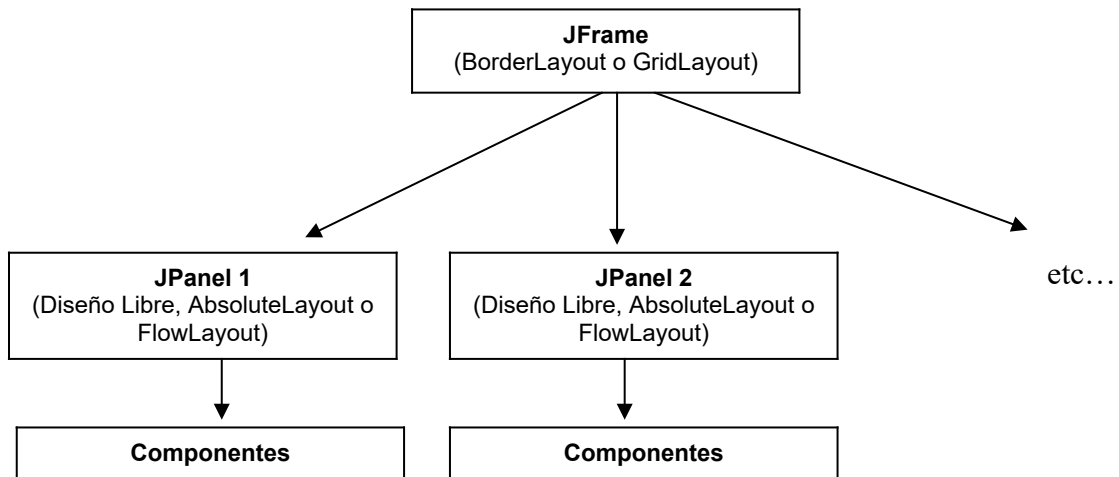 JFrame
(BorderLayout o GridLayout)
JPanel 1
(Diseño Libre, AbsoluteLayout o
FlowLayout)
JPanel 2
(Diseño Libre, AbsoluteLayout o
FlowLayout)
etc…
Componentes
Componentes